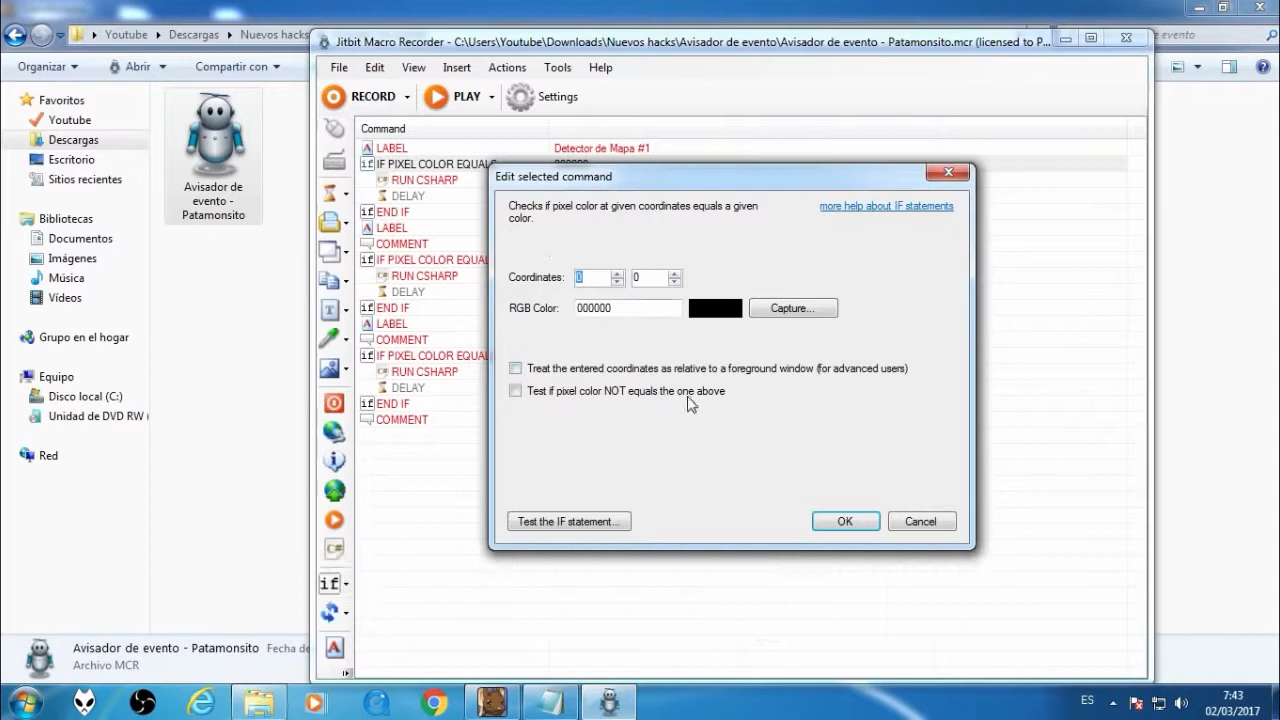 Youtube
Descargas
Nuevos hacks
evento
Organizar
Abrir
Compartir con
Favoritos
Youtube
Descargas
Escritorio
Sitios recientes
Bibliotecas
Documentos
Imágenes
Música
Vídeos
Grupo en el hogar
Equipo
Disco local (C:)
Unidad de DVD RW (
Red
Avisador de
evento -
Patamonsito
Jitbit Macro Recorder - C:\Users\Youtube\Downloads\Nuevos hacks\Avisador de evento\Avisador de evento - Patamonsito.mcr (licensed to P...
File Edit View Insert Actions Tools Help
RECORD PLAY Settings
Command
LABEL Detector de Mapa #1
IF PIXEL COLOR EQUALS
RUN CSHARP
DELAY
END IF
LABEL
COMMENT
IF PIXEL COLOR EQUAL
RUN CSHARP
DELAY
END IF
LABEL
COMMENT
IF PIXEL COLOR EQUAL
RUN CSHARP
DELAY
END IF
COMMENT
Edit selected command
Checks if pixel color at given coordinates equals a given
color.
more help about IF statements
Coordinates: 0 0
RGB Color: 000000 Capture...
Treat the entered coordinates as relative to a foreground window (for advanced users)
Test if pixel color NOT equals the one above
Test the IF statement... OK Cancel
Avisador de evento - Patamonsito Fecha de
Archivo MCR
ES
7:43
02/03/2017